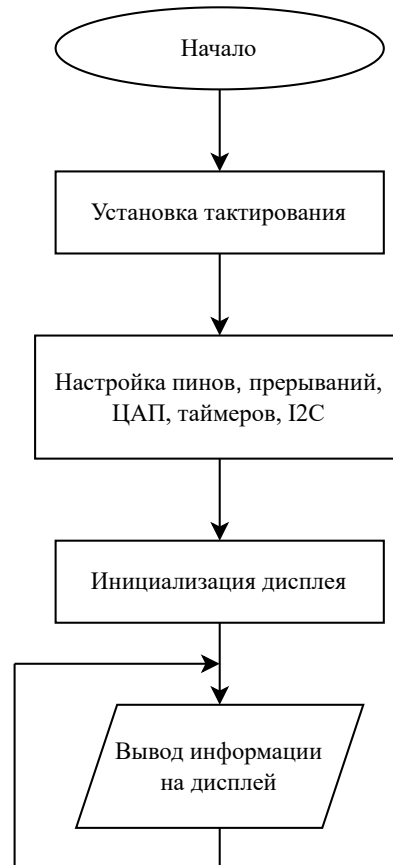 Начало
Установка тактирования
Настройка пинов, прерываний,
ЦАП, таймеров, I2C
Инициализация дисплея
Вывод информации
на дисплей